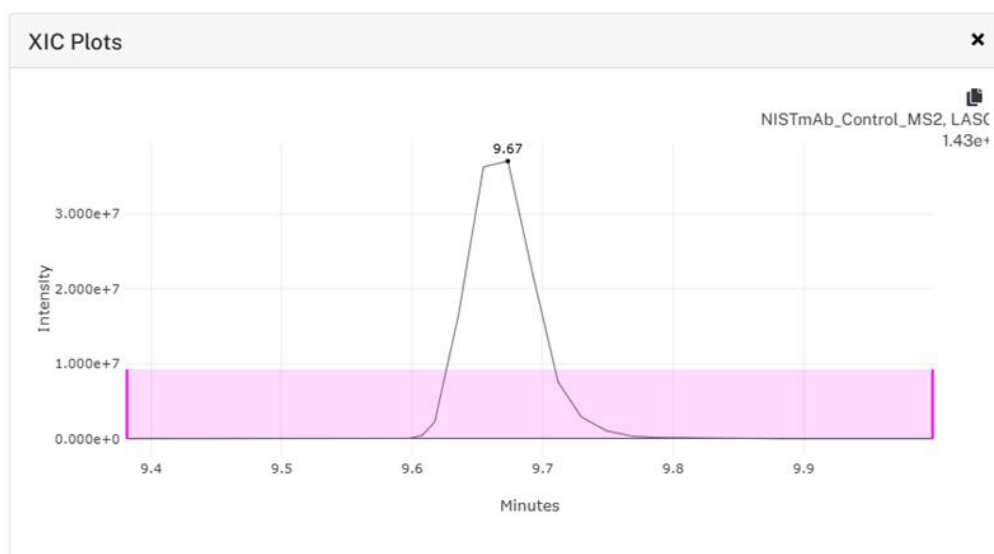 XIC Plots
NISTmAb_Control_MS2, LASC
1.43e+
9.67
3.000e+7
2.000e+7
1.000e+7
0.000e+0
Intensity
9.4 9.5 9.6 9.7 9.8 9.9
Minutes